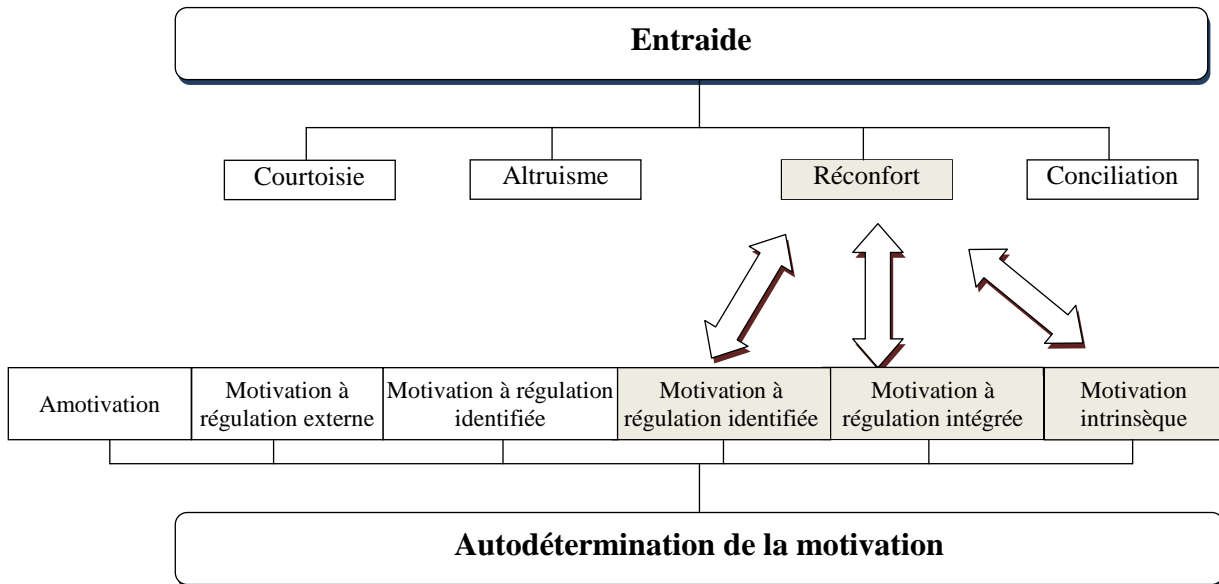 Entraide
Courtoisie
Altruisme
Réconfort
Conciliation
Amotivation
Motivation à
régulation externe
Motivation à régulation
identifiée
Motivation à
régulation identifiée
Motivation à
régulation intégrée
Motivation
intrinsèque
Autodétermination de la motivation